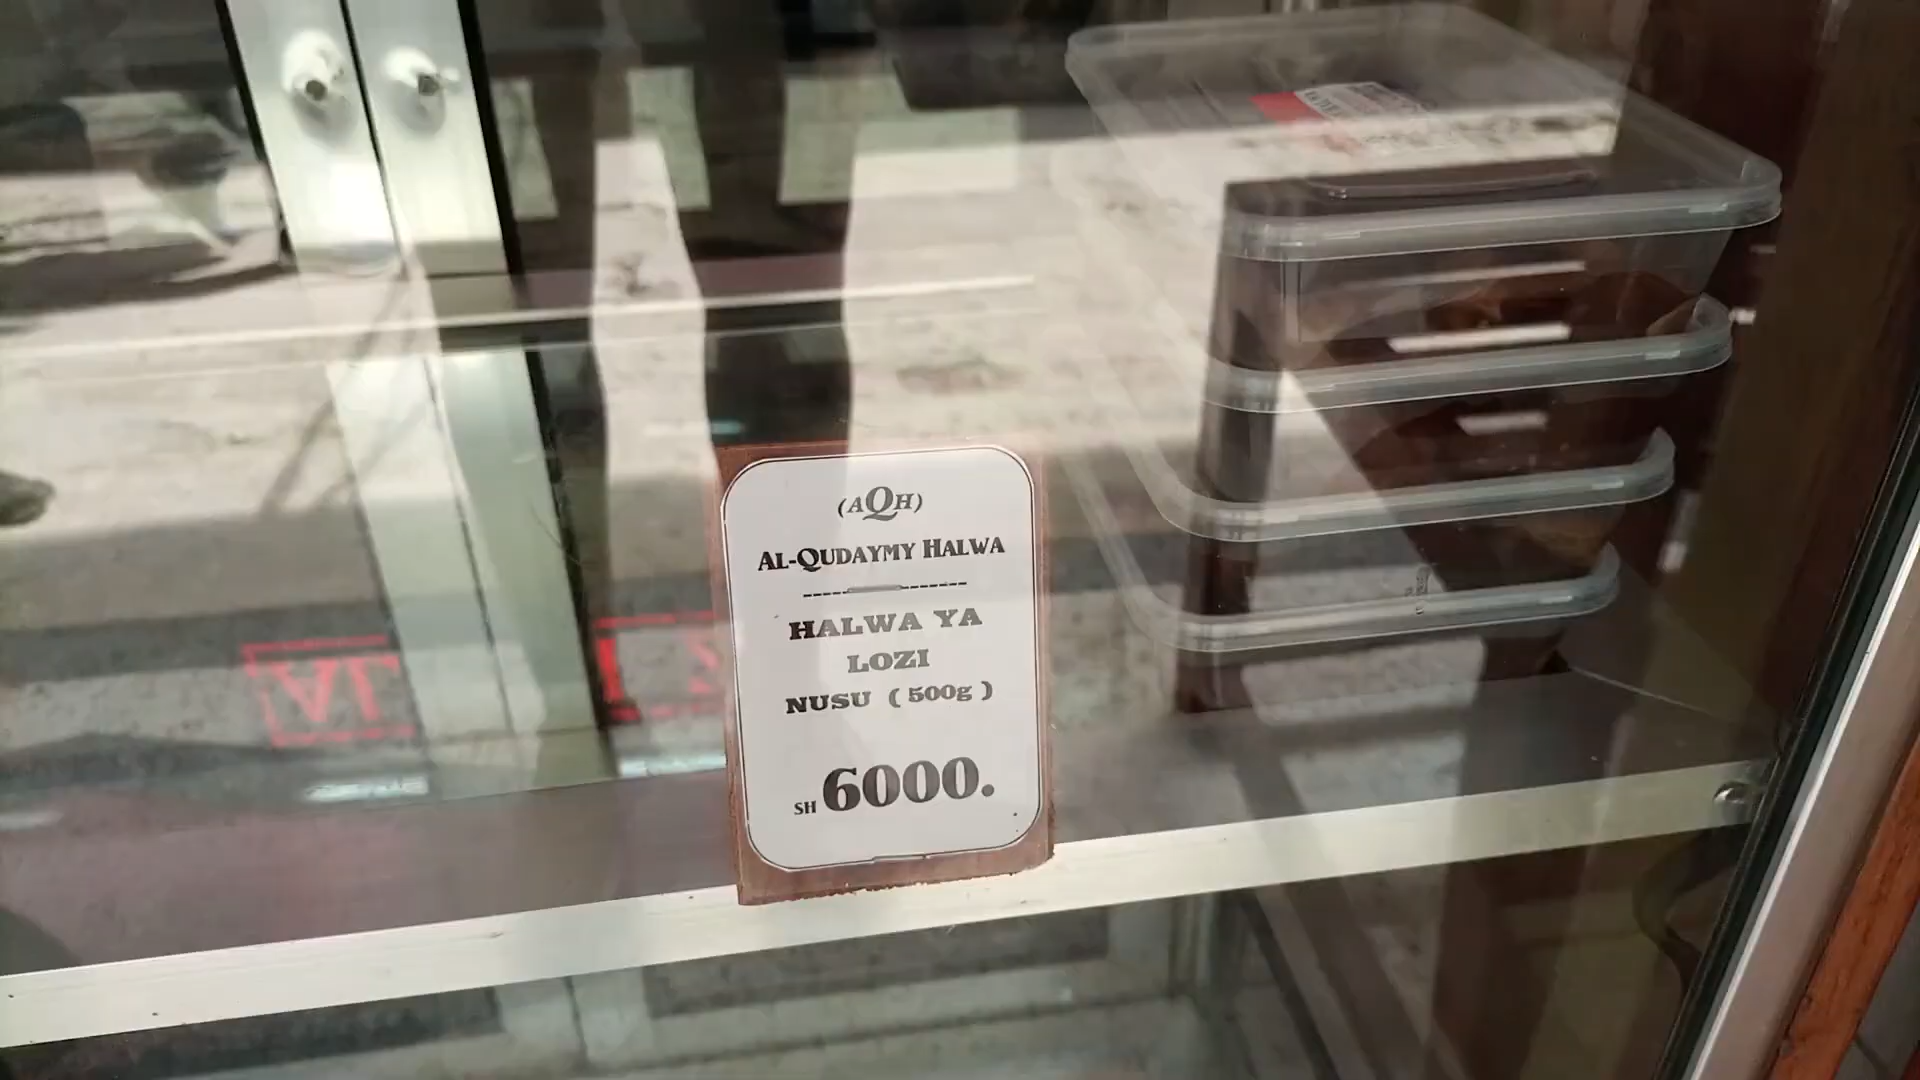 (AQH)
AL-QUDAYMY HALWA
HALWA YA
LOZI
NUSU (500g)
SH 6000.